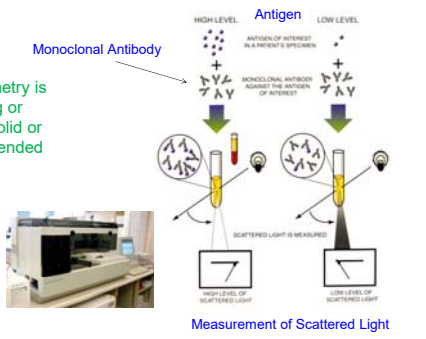 Antigen
HIGH LEVEL
LOW LEVEL
ANTIGEN OF INTEREST
IN A PATIENT'S SPECIMEN
Monoclonal Antibody
+
+
MONOCLONAL ANTIBODY
AGAINST THE ANTIGEN
OF INTEREST
etry is
g or
olid or
ended
SCATTERED LIGHT IS MEASURED
HIGH LEVEL OF
SCATTERED LIGHT
LOW LEVEL OF
SCATTERED LIGHT
Measurement of Scattered Light